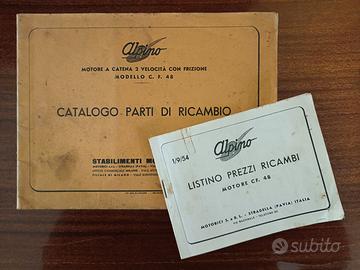 Alpino
MOTORE A CATENA 2 VELOCITÀ CON FRIZIONE
MODELLO C. F. 48
CATALOGO PARTI DI RICAMBIO
STABILIMENTI
Alpino
1/9/54
LISTINO PREZZI RICAMBI
MOTORE CF. 48
MOTORICI S. a R. L. - STRADELLA (PAVIA) ITALIA
subito